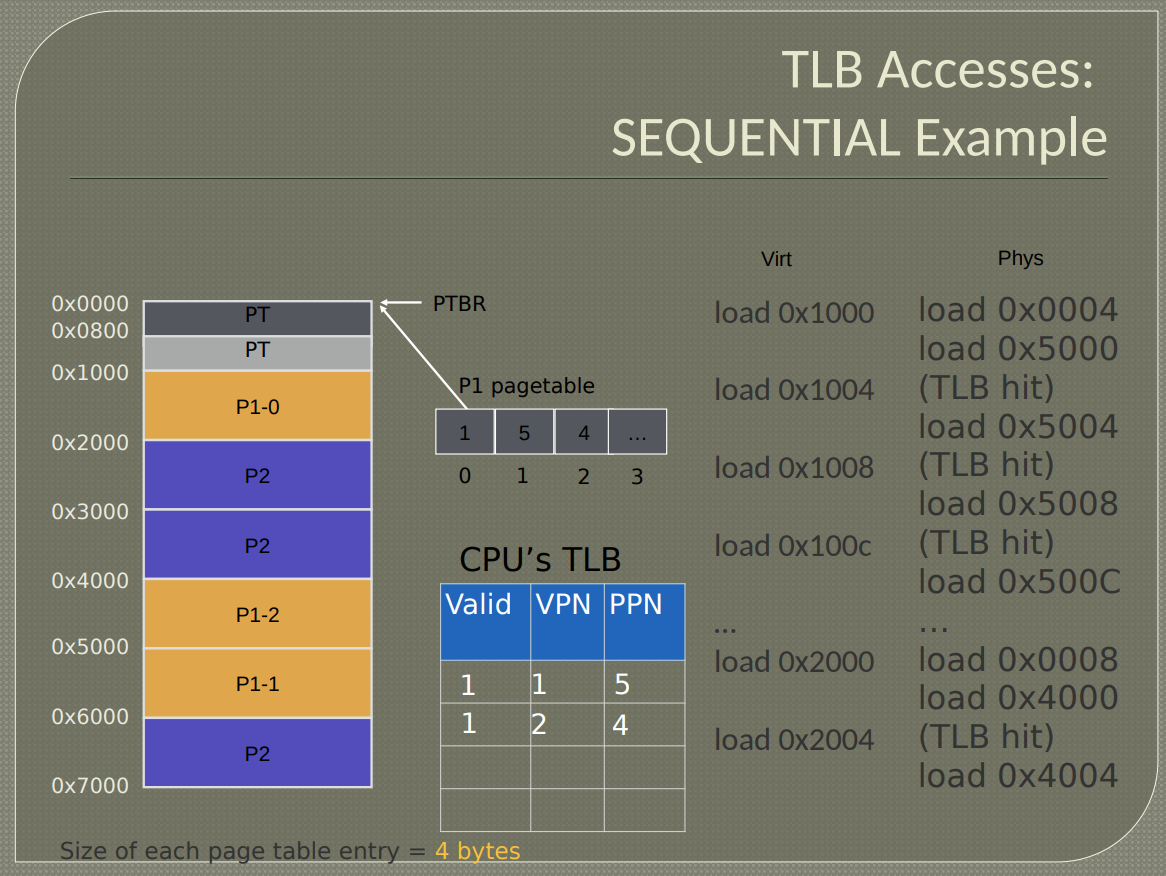 TLB Accesses:
SEQUENTIAL Example
Virt
Phys
0x0000
0x0800
0x1000
0x2000
0x3000
0x4000
0x5000
0x6000
0x7000
PT
PT
P1-0
P2
P2
P1-2
P1-1
P2
PTBR
P1 pagetable
1 5 4 …
0 1 2 3
CPU’s TLB
Valid VPN PPN
1 1 5
1 2 4
load 0x1000
load 0x1004
load 0x1008
load 0x100c
…
load 0x2000
load 0x2004
load 0x0004
load 0x5000
(TLB hit)
load 0x5004
(TLB hit)
load 0x5008
(TLB hit)
load 0x500C
…
load 0x0008
load 0x4000
(TLB hit)
load 0x4004
Size of each page table entry = 4 bytes